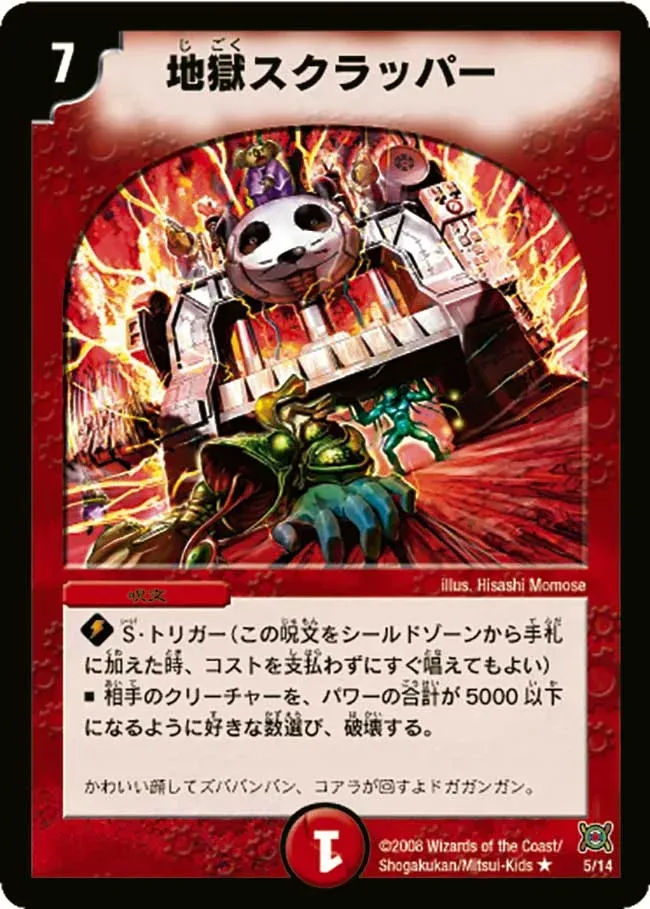 7
じごく
地獄スクラッパー
illus. Hisashi Momose
呪文
S・トリガー(この呪文をシールドゾーンから手札
に加えた時、コストを支払わずにすぐ唱えてもよい)
■ 相手のクリーチャーを、パワーの合計が 5000 以下
になるように好きな数選び、破壊する。
かわいい顔してズババンバン、コアラが回すよドガガンガン。
1
©2008 Wizards of the Coast/
Shogakukan/Mitsui-Kids ★
5/14